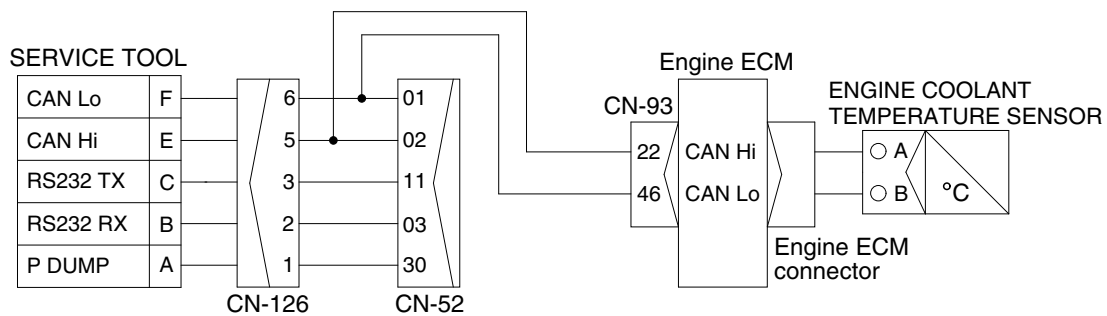 SERVICE TOOL
CAN Lo F
CAN Hi E
RS232 TX C
RS232 RX B
P DUMP A
6
5
3
2
1
CN-126
01
02
11
03
30
CN-52
Engine ECM
CN-93
22 CAN Hi
46 CAN Lo
Engine ECM
connector
ENGINE COOLANT
TEMPERATURE SENSOR
A
B
°C